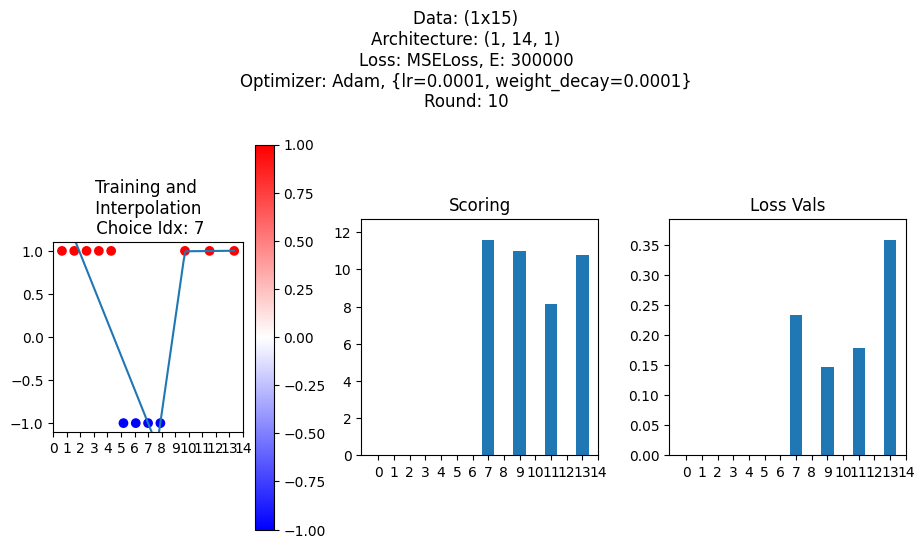 Data: (1x15)
Architecture: (1, 14, 1)
Loss: MSELoss, E: 300000
Optimizer: Adam, {lr=0.0001, weight_decay=0.0001}
Round: 10
Training and
Interpolation
Choice Idx: 7
1.0
0.5
0.0
−0.5
−1.0
0 1 2 3 4 5 6 7 8 9 10 11 12 13 14
1.00
0.75
0.50
0.25
0.00
−0.25
−0.50
−0.75
−1.00
Scoring
12
10
8
6
4
2
0
0 1 2 3 4 5 6 7 8 9 10 11 12 13 14
Loss Vals
0.35
0.30
0.25
0.20
0.15
0.10
0.05
0.00
0 1 2 3 4 5 6 7 8 9 10 11 12 13 14